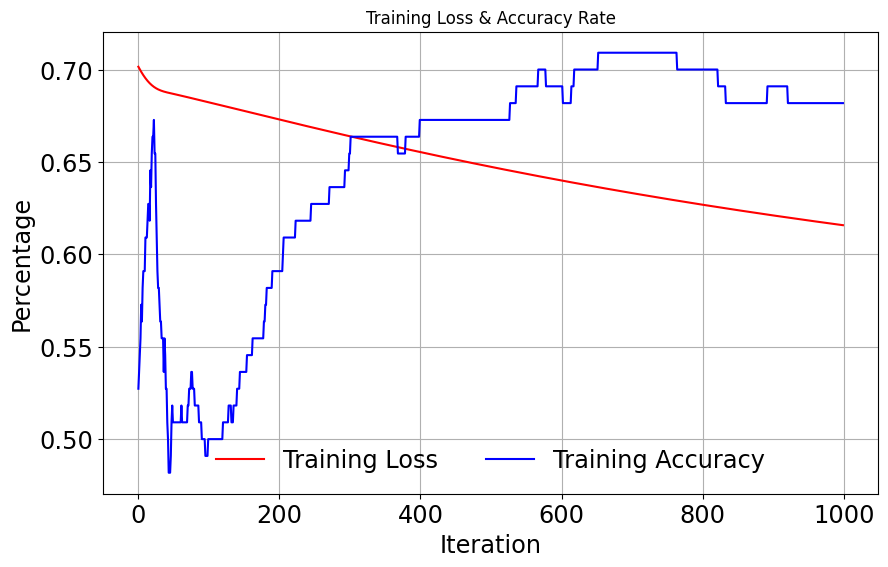 Training Loss & Accuracy Rate
Percentage
0.70
0.65
0.60
0.55
0.50
Training Loss
Training Accuracy
0 200 400 600 800 1000
Iteration